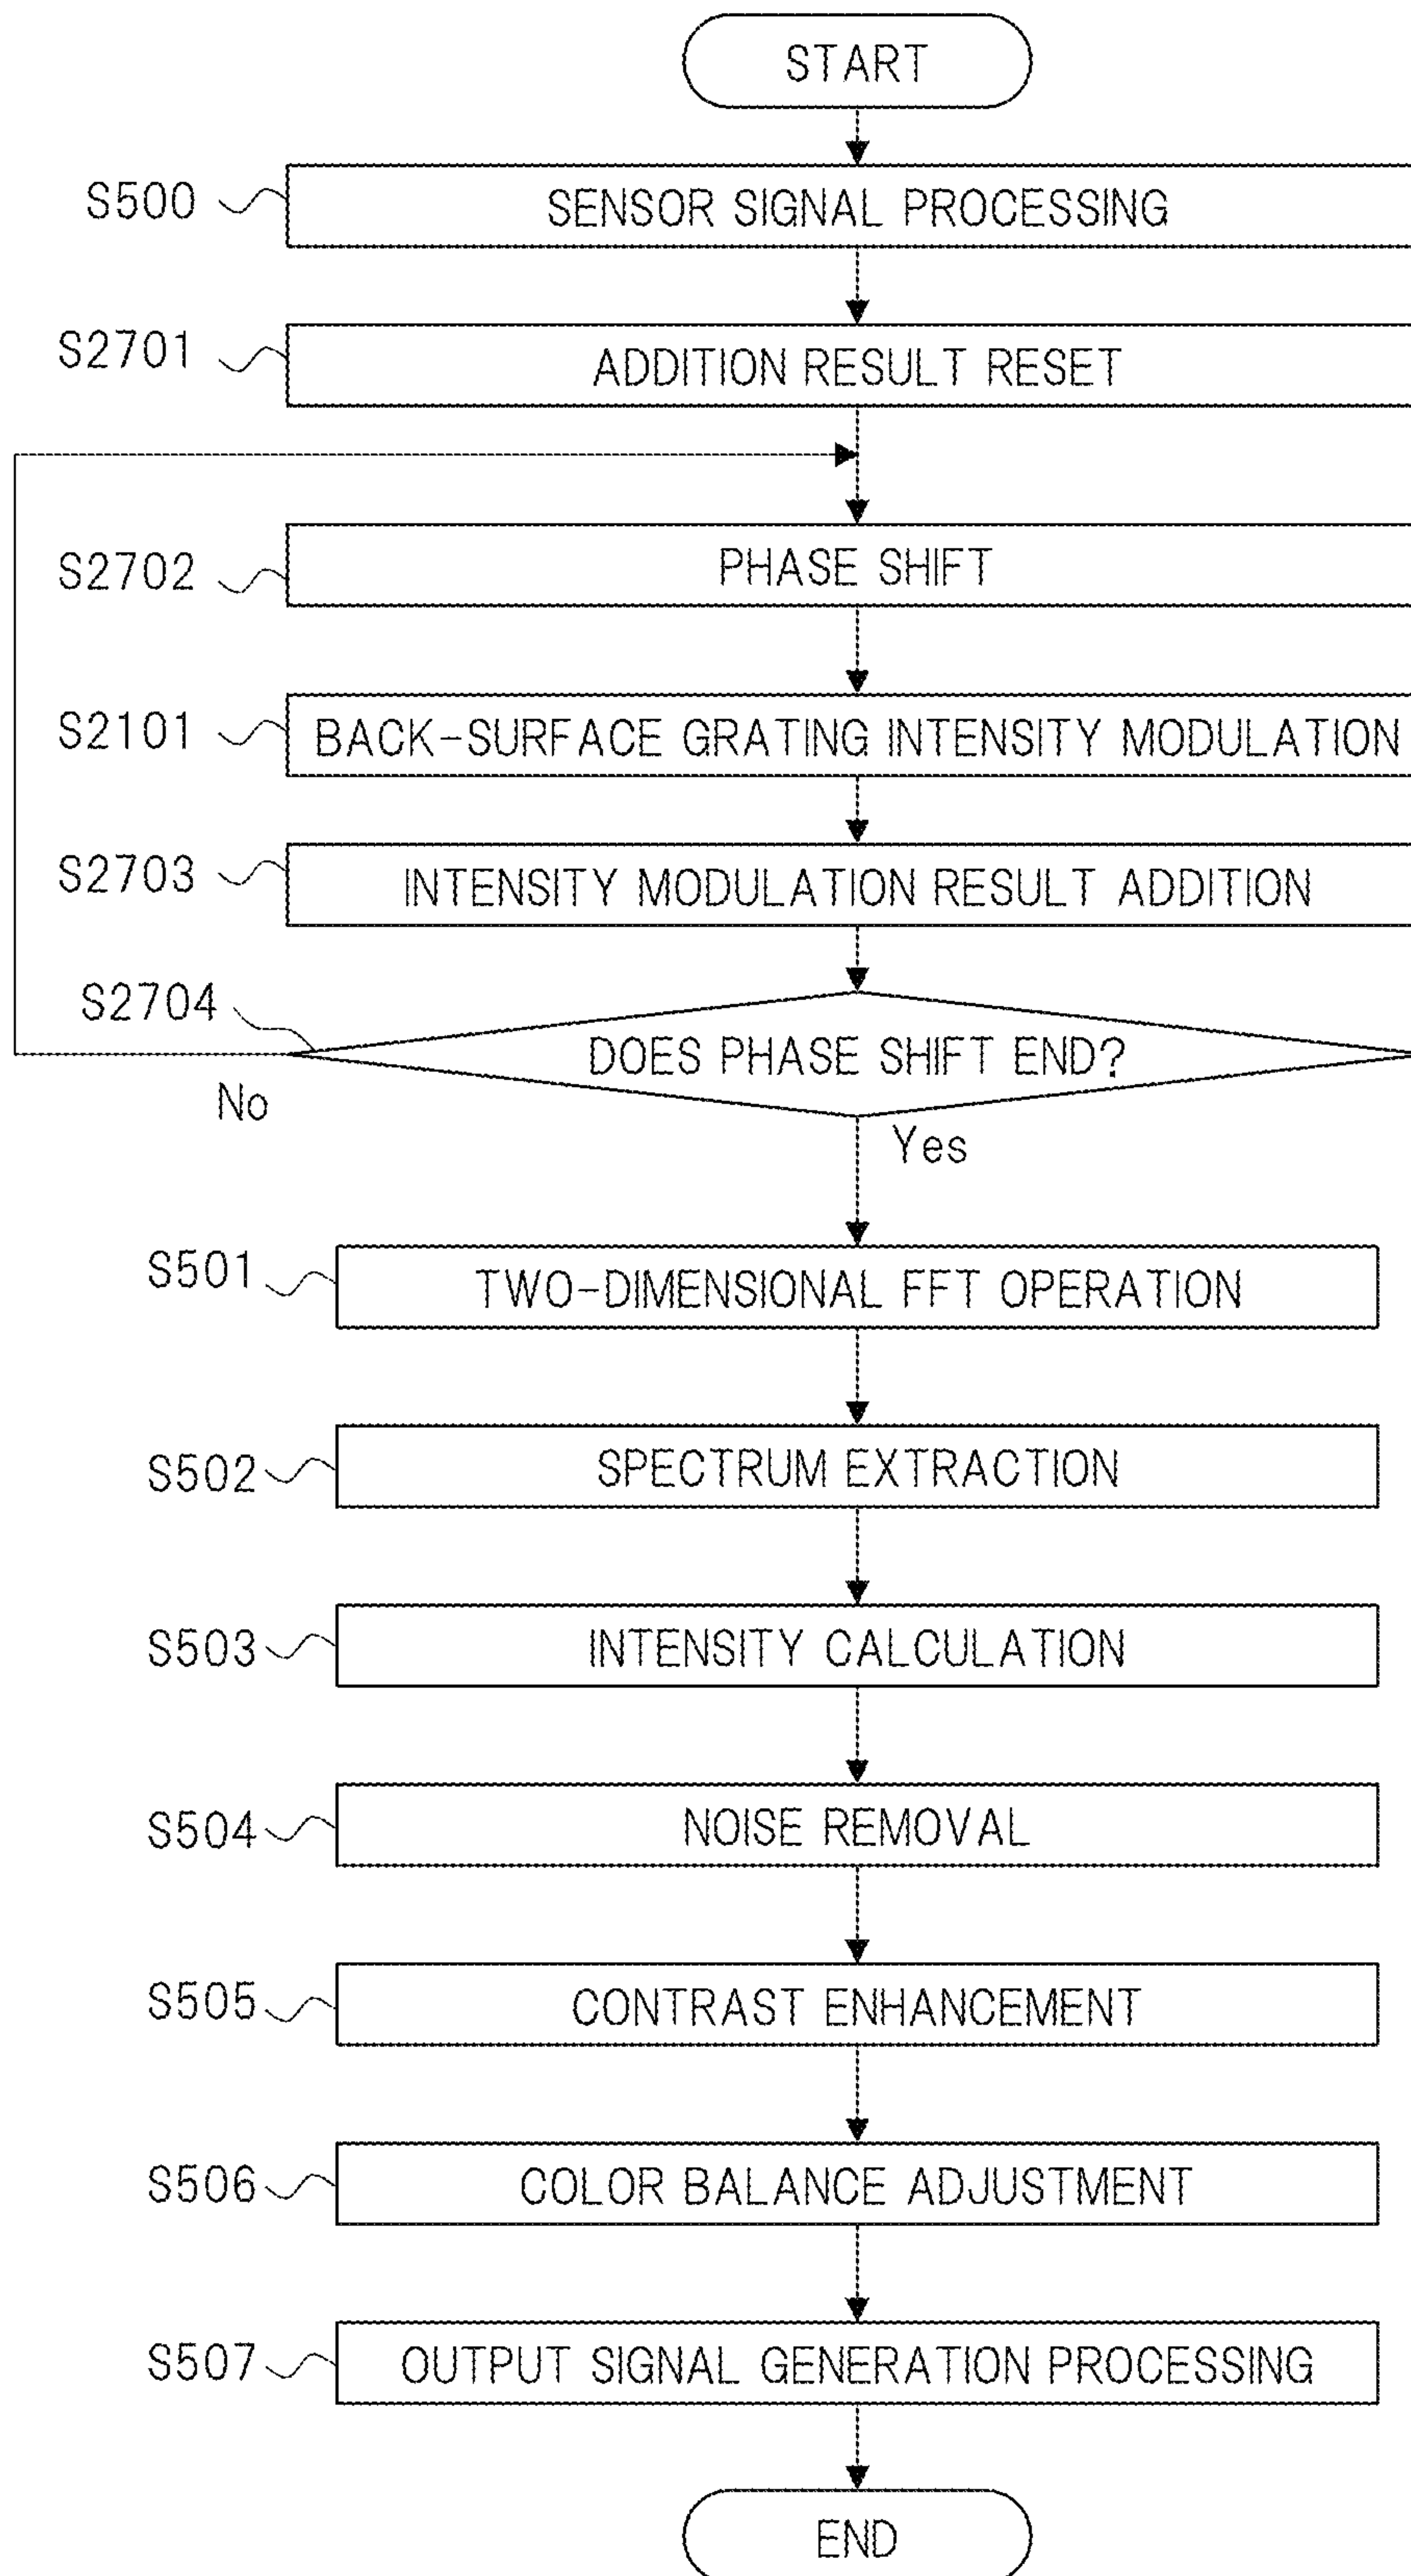 START
S500 SENSOR SIGNAL PROCESSING
S2701 ADDITION RESULT RESET
S2702 PHASE SHIFT
S2101 BACK-SURFACE GRATING INTENSITY MODULATION
S2703 INTENSITY MODULATION RESULT ADDITION
S2704 DOES PHASE SHIFT END?
No
Yes
S501 TWO-DIMENSIONAL FFT OPERATION
S502 SPECTRUM EXTRACTION
S503 INTENSITY CALCULATION
S504 NOISE REMOVAL
S505 CONTRAST ENHANCEMENT
S506 COLOR BALANCE ADJUSTMENT
S507 OUTPUT SIGNAL GENERATION PROCESSING
END